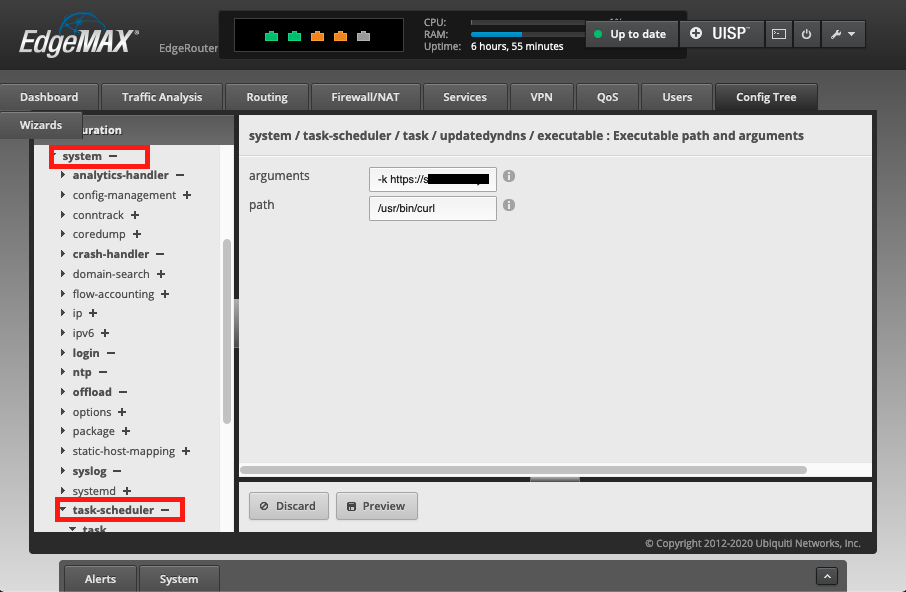 EdgeMAX®
EdgeRouter
CPU:
RAM:
Uptime: 6 hours, 55 minutes
Up to date
UISP™
Dashboard
Traffic Analysis
Routing
Firewall/NAT
Services
VPN
QoS
Users
Config Tree
Wizards
uration
system −
analytics-handler −
config-management +
conntrack +
coredump +
crash-handler −
domain-search +
flow-accounting +
ip +
ipv6 +
login −
ntp −
offload −
options +
package +
static-host-mapping +
syslog −
systemd +
task-scheduler −
task
system / task-scheduler / task / updatedyndns / executable : Executable path and arguments
arguments
-k https://s
path
/usr/bin/curl
Discard
Preview
© Copyright 2012-2020 Ubiquiti Networks, Inc.
Alerts
System